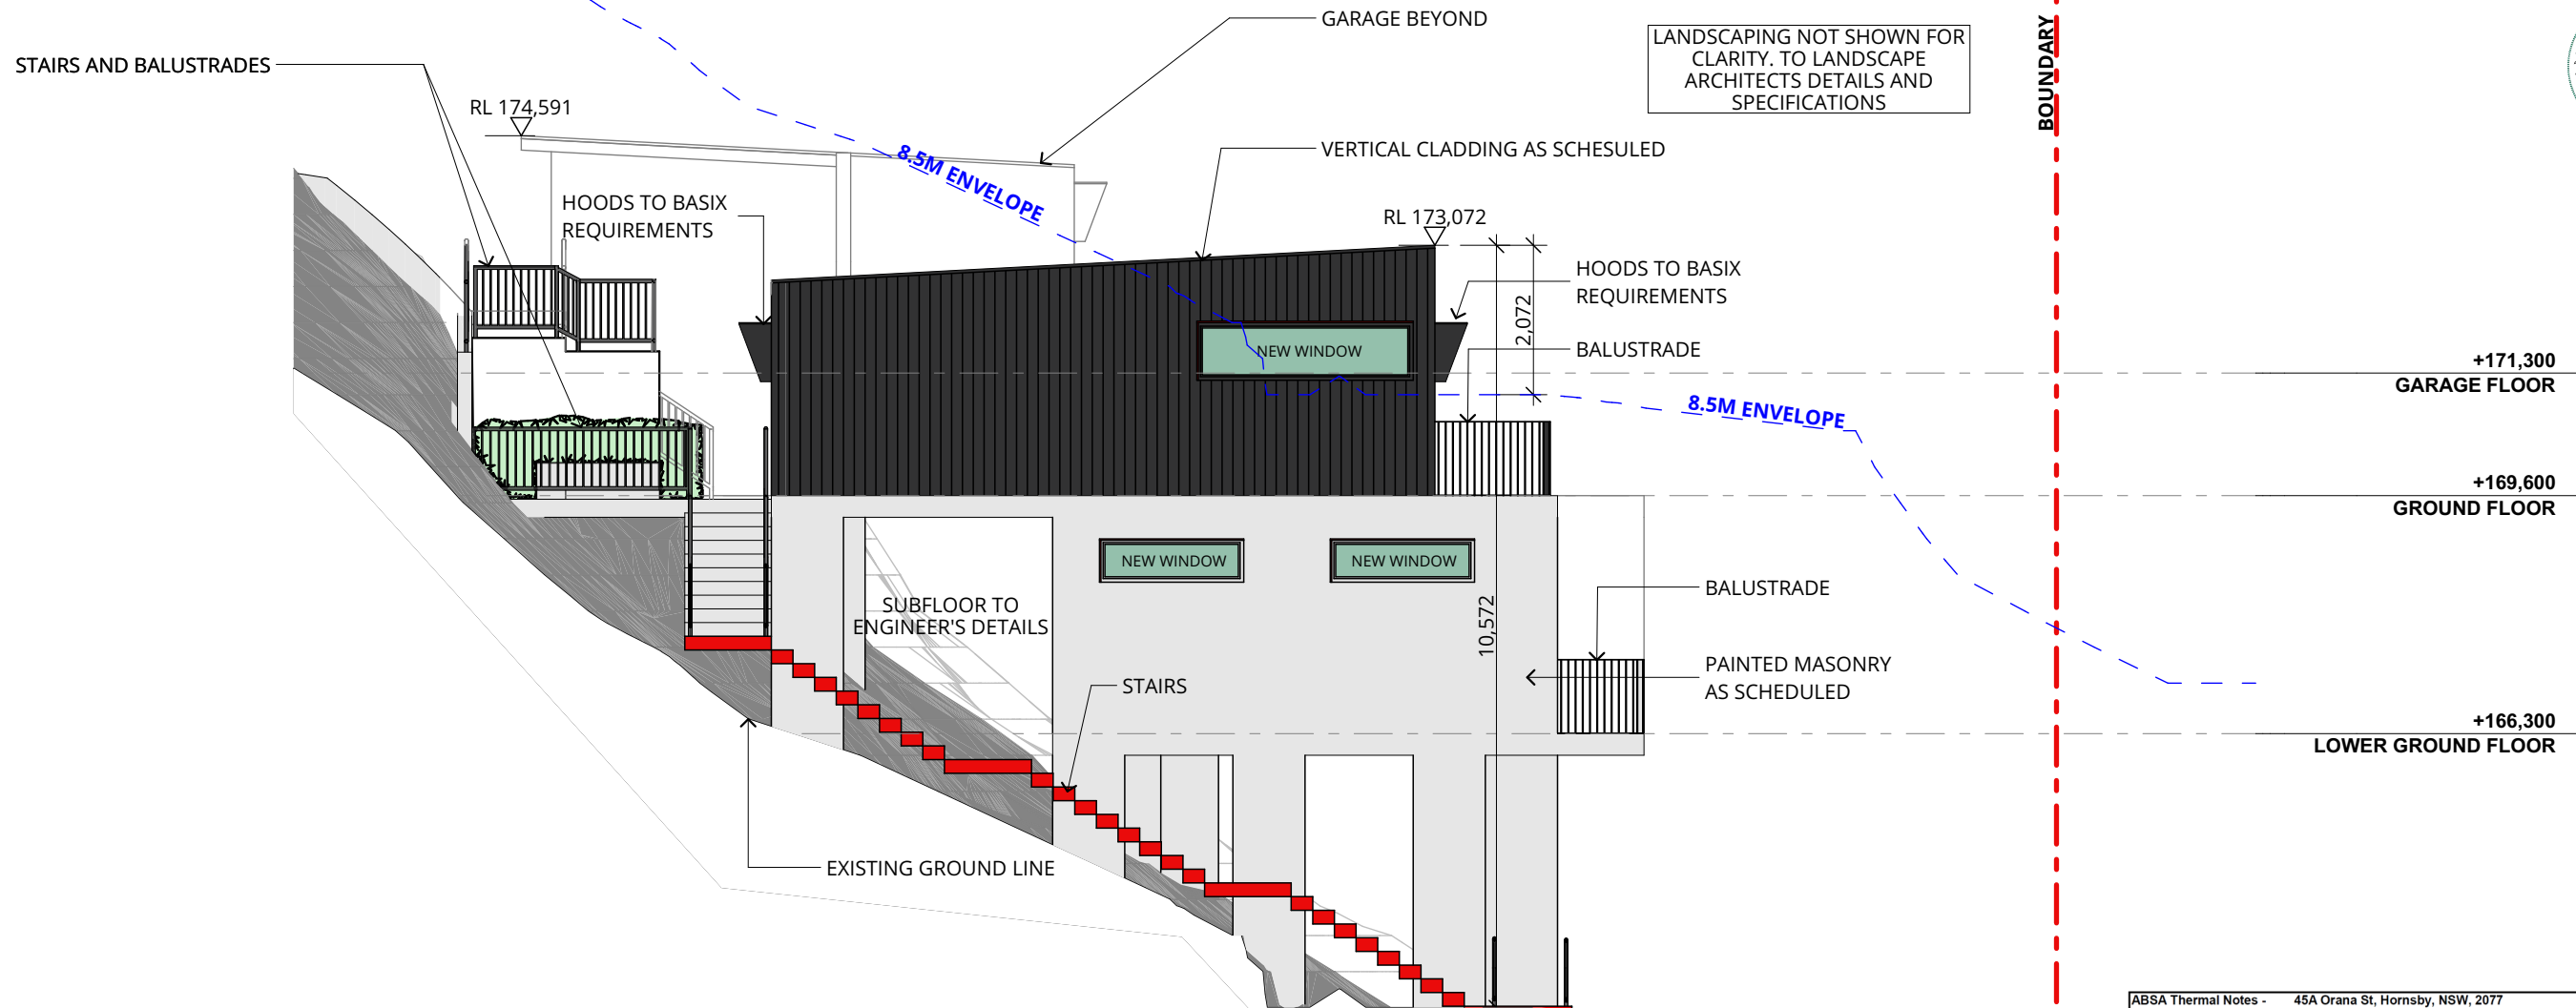 GARAGE BEYOND
LANDSCAPING NOT SHOWN FOR
CLARITY. TO LANDSCAPE
ARCHITECTS DETAILS AND
SPECIFICATIONS
BOUNDARY
STAIRS AND BALUSTRADES
RL 174,591
8.5M ENVELOPE
VERTICAL CLADDING AS SCHESULED
HOODS TO BASIX
REQUIREMENTS
RL 173,072
HOODS TO BASIX
REQUIREMENTS
2,072
NEW WINDOW
BALUSTRADE
+171,300
GARAGE FLOOR
8.5M ENVELOPE
+169,600
GROUND FLOOR
NEW WINDOW
NEW WINDOW
SUBFLOOR TO
ENGINEER'S DETAILS
10,572
BALUSTRADE
STAIRS
PAINTED MASONRY
AS SCHEDULED
+166,300
LOWER GROUND FLOOR
EXISTING GROUND LINE
ABSA Thermal Notes - 45A Orana St, Hornsby, NSW, 2077